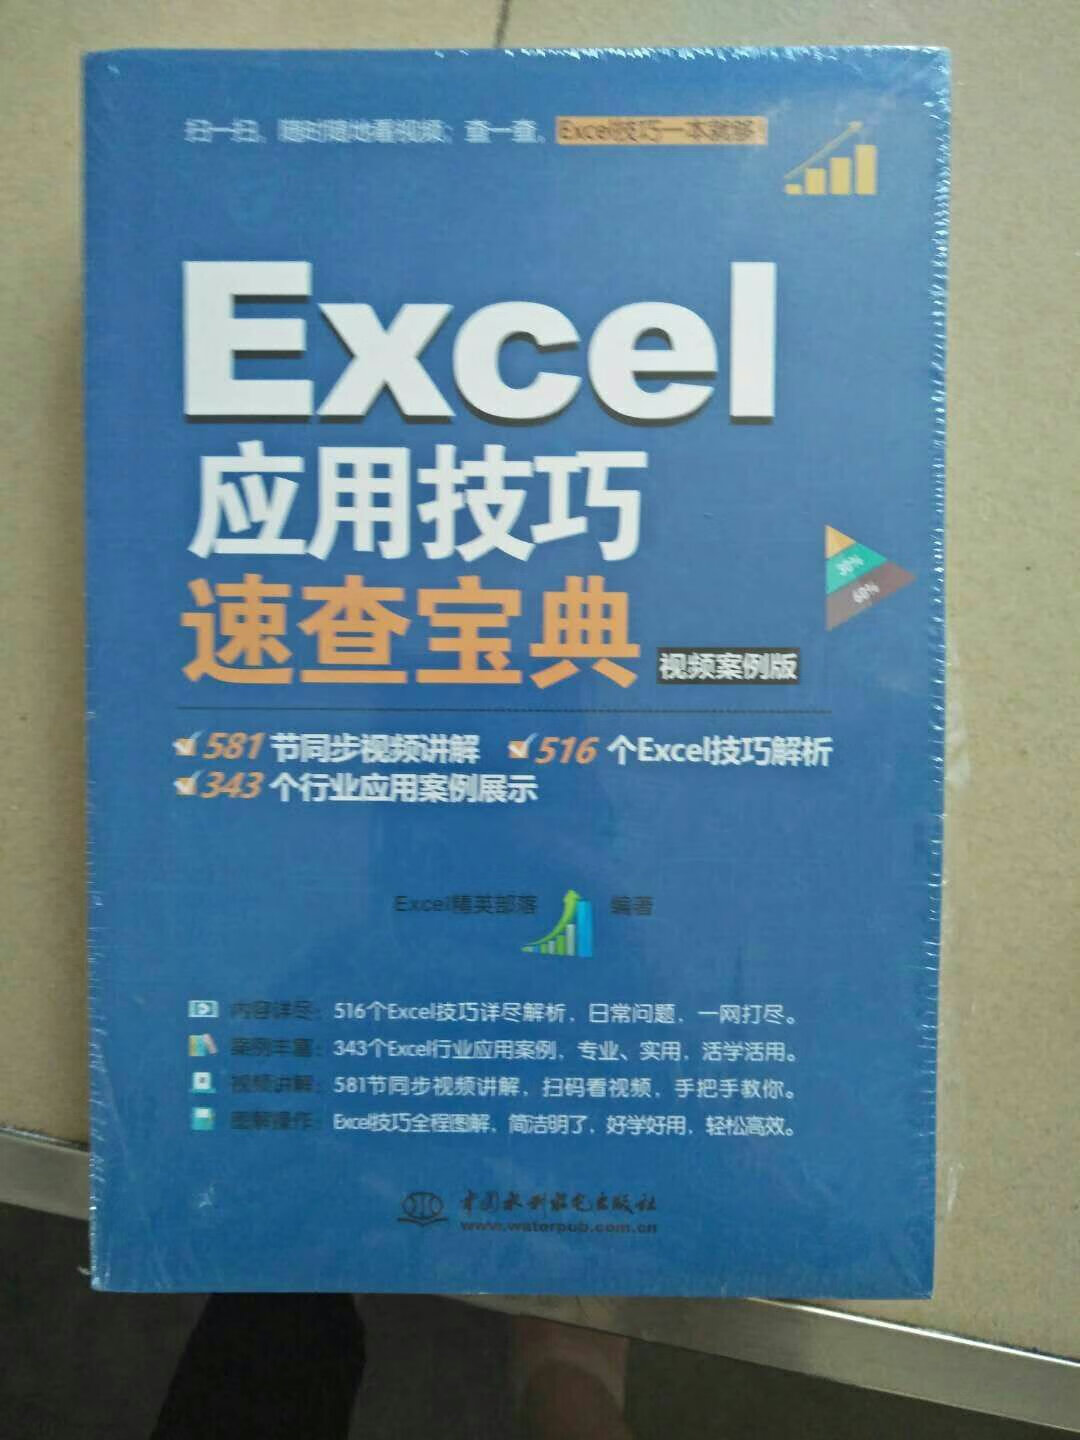 扫一扫，随时随地看视频；查一查，Excel技巧一本就够！
Excel
应用技巧
速查宝典 视频案例版
30%
60%
581 节同步视频讲解 516 个Excel技巧解析
343 个行业应用案例展示
Excel精英部落 编著
内容详尽：516个Excel技巧详尽解析，日常问题，一网打尽。
案例丰富：343个Excel行业应用案例，专业、实用，活学活用。
视频讲解：581节同步视频讲解，扫码看视频，手把手教你。
图解操作：Excel技巧全程图解，简洁明了，好学好用，轻松高效。
中国水利水电出版社
www.waterpub.com.cn